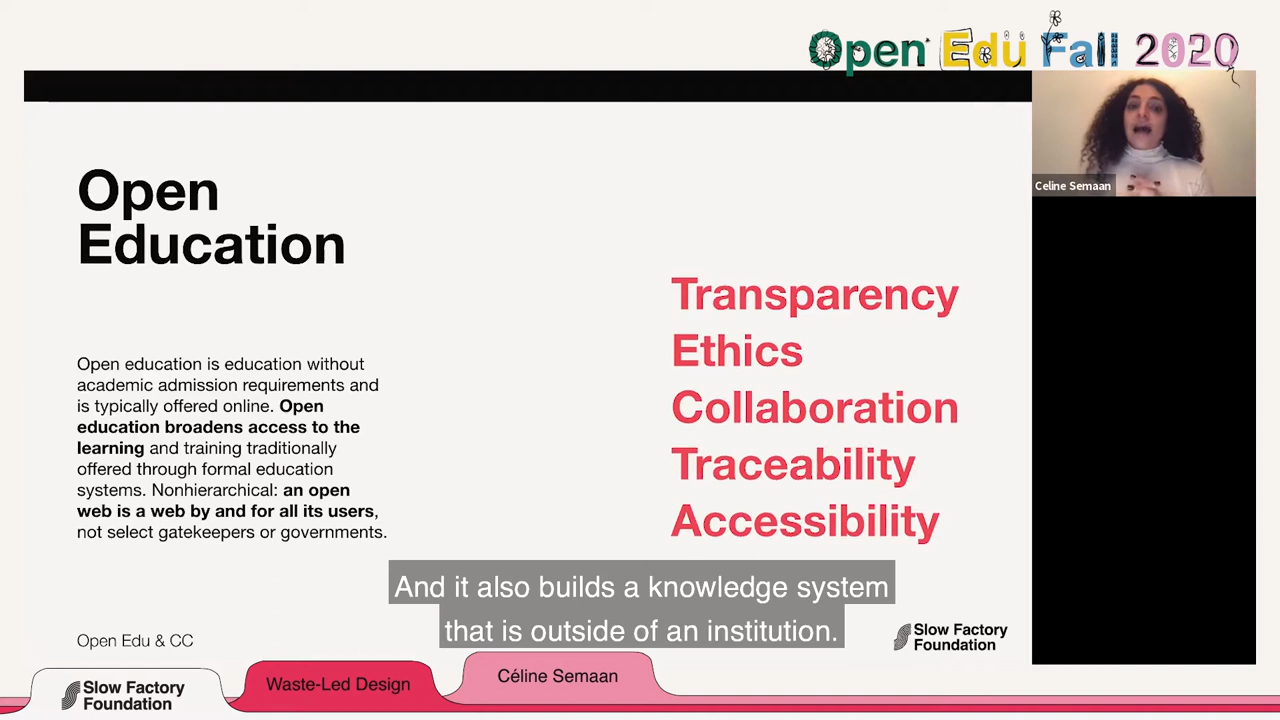 Open Edu Fall 2020
Celine Semaan
Open
Education
Open education is education without
academic admission requirements and
is typically offered online. Open
education broadens access to the
learning and training traditionally
offered through formal education
systems. Nonhierarchical: an open
web is a web by and for all its users,
not select gatekeepers or governments.
Transparency
Ethics
Collaboration
Traceability
Accessibility
And it also builds a knowledge system
that is outside of an institution.
Open Edu & CC
Slow Factory
Foundation
Slow Factory
Foundation
Waste-Led Design
Céline Semaan